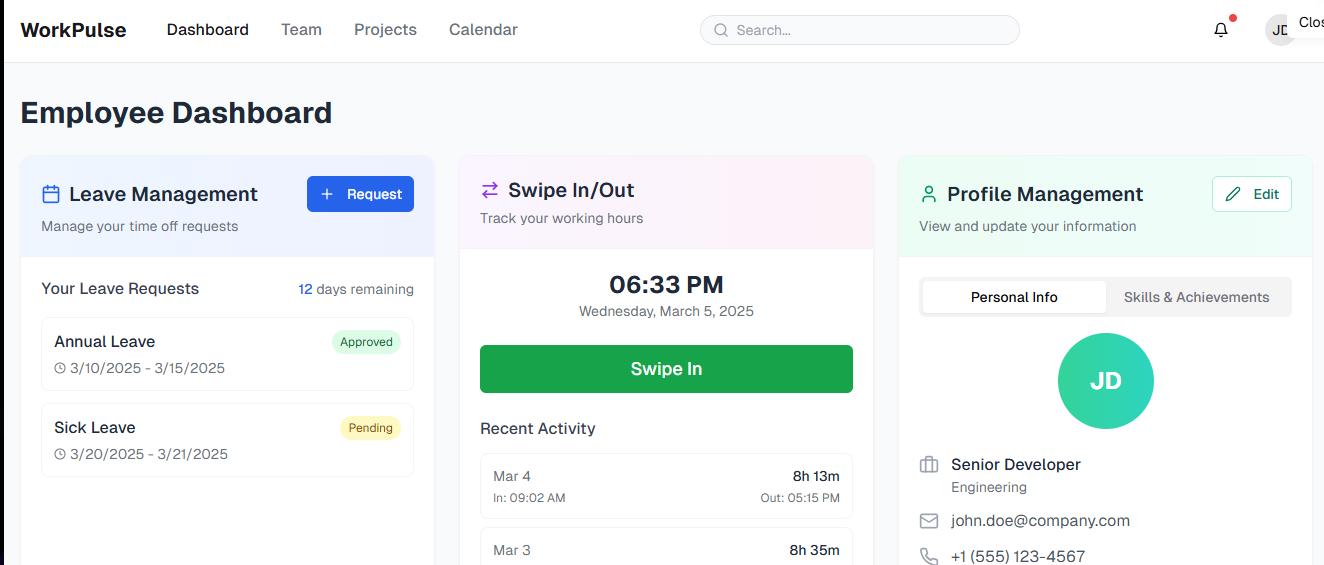 WorkPulse Dashboard Team Projects Calendar Search... JD
Employee Dashboard
Leave Management
Request
Manage your time off requests
Your Leave Requests
12 days remaining
Annual Leave
Approved
3/10/2025 - 3/15/2025
Sick Leave
Pending
3/20/2025 - 3/21/2025
Swipe In/Out
Track your working hours
06:33 PM
Wednesday, March 5, 2025
Swipe In
Recent Activity
Mar 4 8h 13m
In: 09:02 AM Out: 05:15 PM
Mar 3 8h 35m
Profile Management
Edit
View and update your information
Personal Info Skills & Achievements
JD
Senior Developer
Engineering
john.doe@company.com
+1 (555) 123-4567